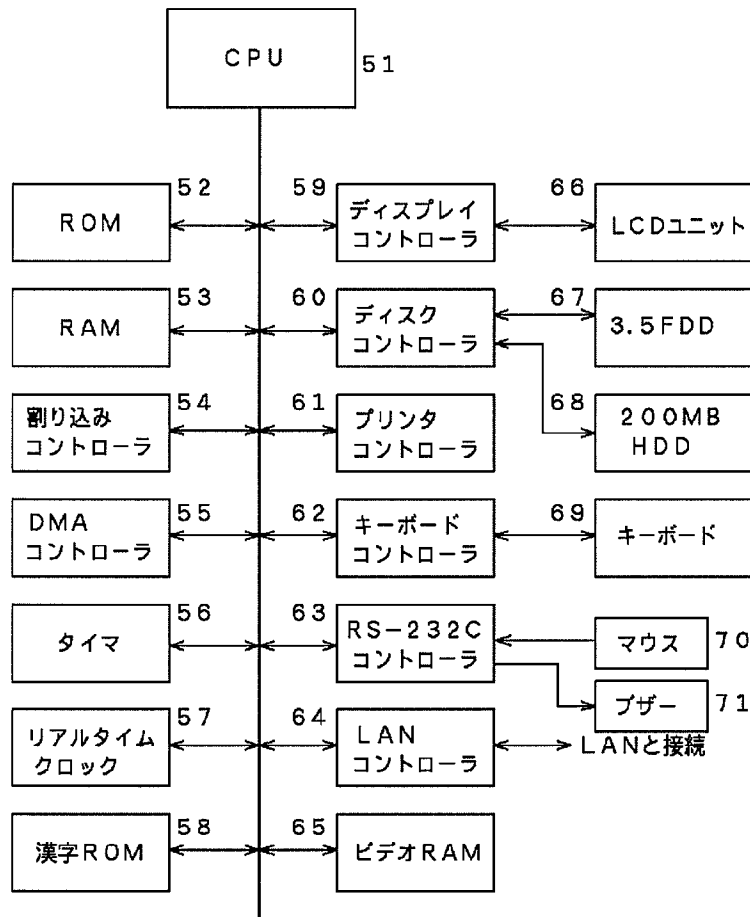 CPU
51
52
59
66
ROM
ディスプレイ
コントローラ
LCDユニット
53
60
67
RAM
ディスク
コントローラ
3.5FDD
54
61
68
割り込み
コントローラ
プリンタ
コントローラ
200MB
HDD
55
62
69
DMA
コントローラ
キーボード
コントローラ
キーボード
56
63
タイマ
RS-232C
コントローラ
マウス
70
ブザー
71
57
64
リアルタイム
クロック
LAN
コントローラ
LANと接続
58
65
漢字ROM
ビデオRAM